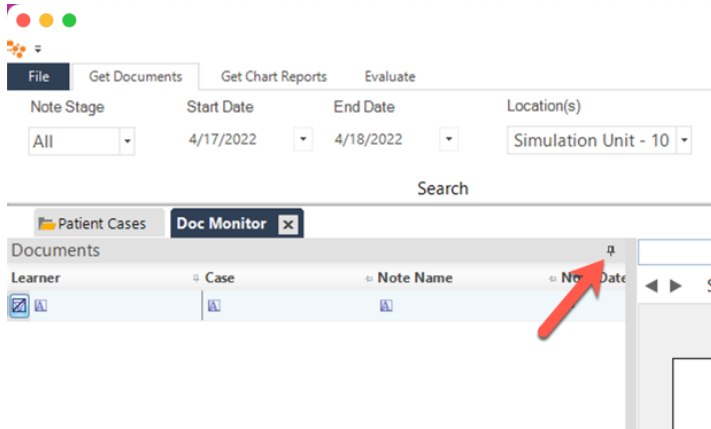 File Get Documents Get Chart Reports Evaluate
Note Stage Start Date End Date Location(s)
All 4/17/2022 4/18/2022 Simulation Unit - 10
Search
Patient Cases Doc Monitor
Documents
Learner Case Note Name Date
A A A